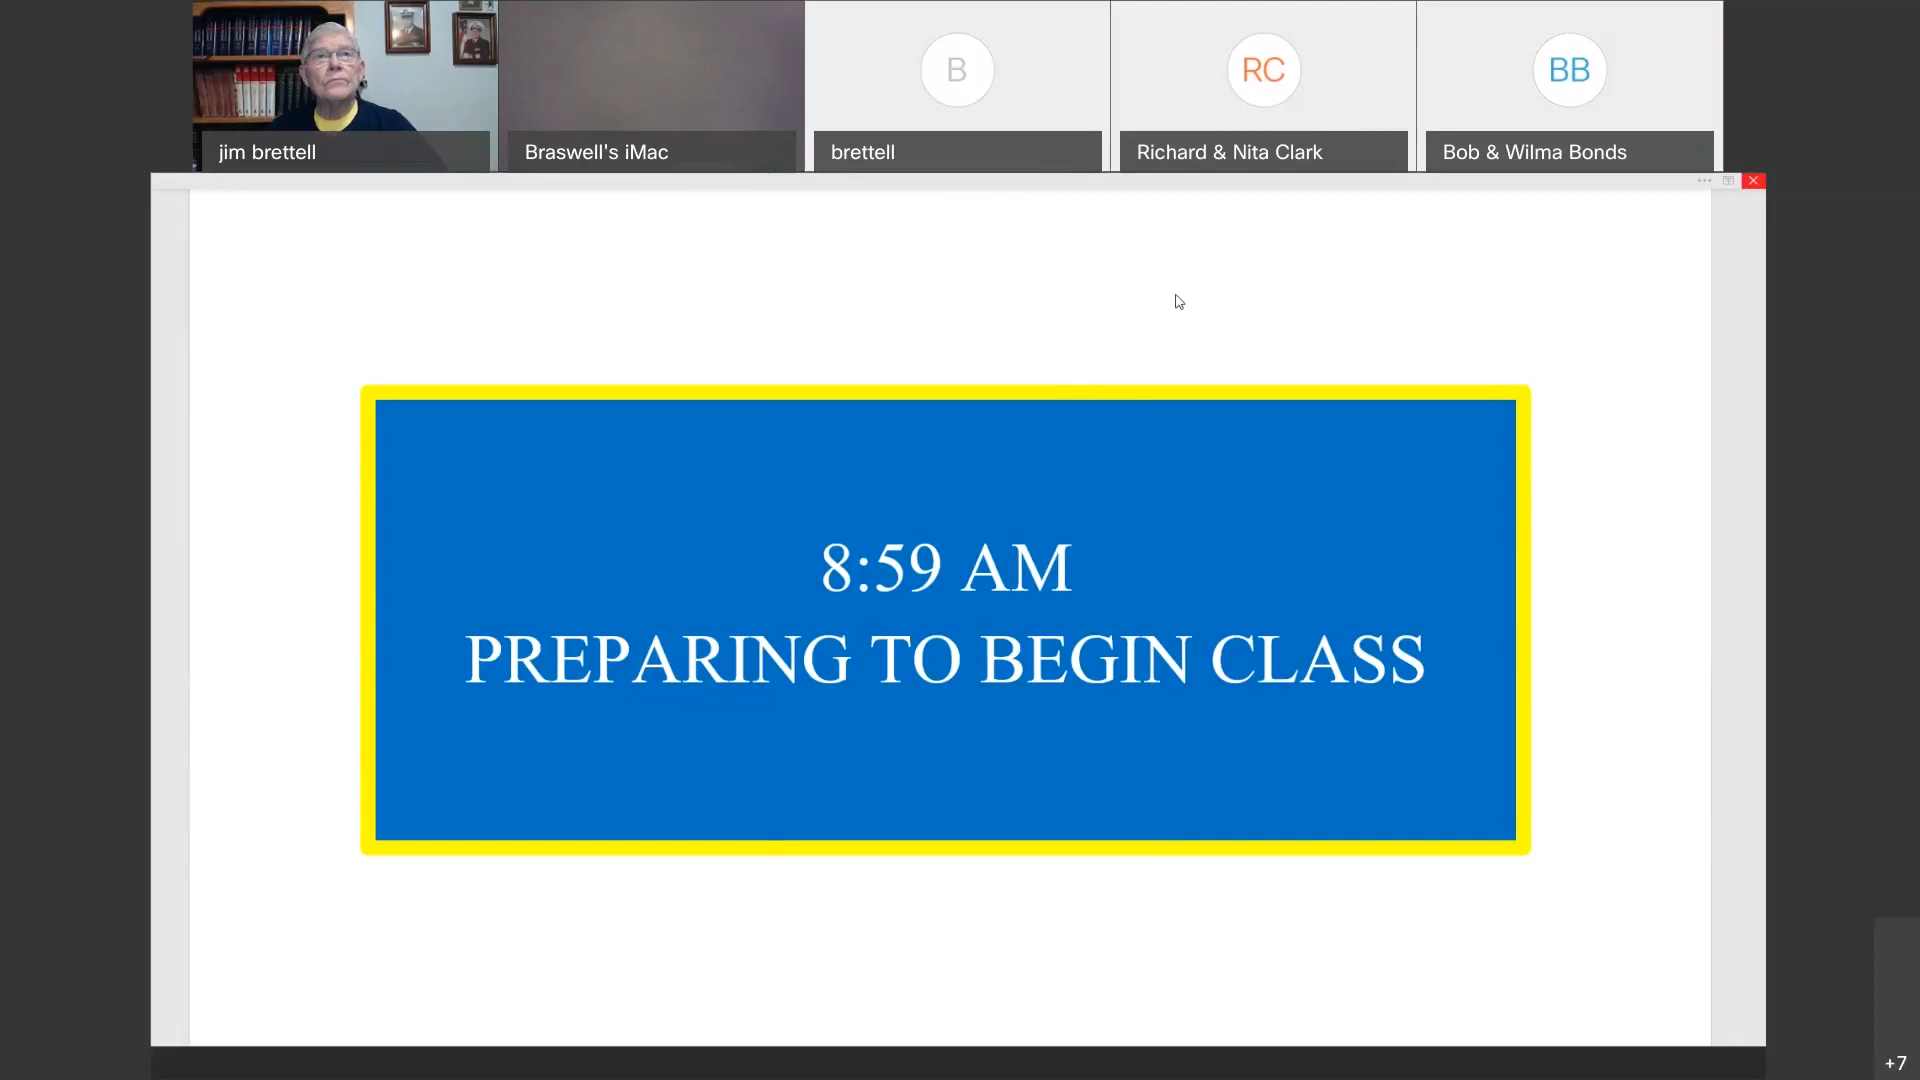 B
RC
BB
jim brettell
Braswell's iMac
brettell
Richard & Nita Clark
Bob & Wilma Bonds
8:59 AM
PREPARING TO BEGIN CLASS
+7